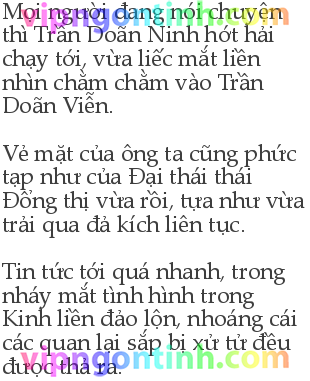 vipngontinh.com
Mọi người đang nói chuyện
thì Trần Doãn Ninh hớt hải
chạy tới, vừa liếc mắt liền
nhìn chằm chằm vào Trần
Doãn Viễn.
Vẻ mặt của ông ta cũng phức
tạp như của Đại thái thái
Đổng thị vừa rồi, tựa như vừa
trải qua đả kích liên tục.
Tin tức tới quá nhanh, trong
nháy mắt tình hình trong
Kinh liền đảo lộn, nhoáng cái
các quan lại sắp bị xử tử đều
được thả ra.
vipngontinh.com